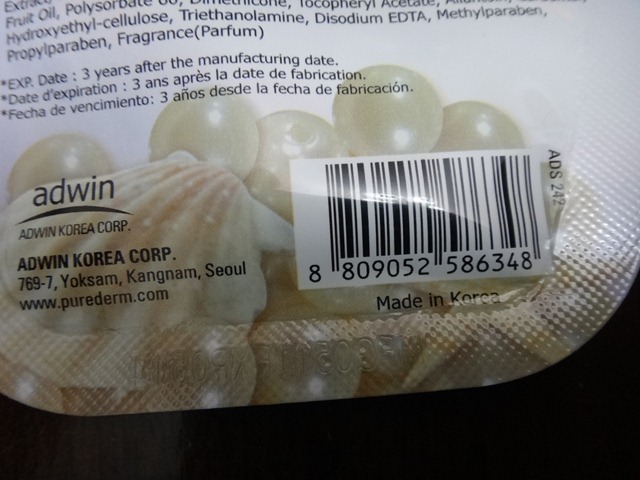 Fruit Oil, Polysorbate 60, Dimethicone, Tocopheryl Acetate,
Hydroxyethyl-cellulose, Triethanolamine, Disodium EDTA, Methylparaben,
Propylparaben, Fragrance(Parfum)
*EXP. Date : 3 years after the manufacturing date.
*Date d'expiration : 3 ans après la date de fabrication.
*Fecha de vencimiento: 3 años desde la fecha de fabricación.
adwin
ADWIN KOREA CORP.
ADWIN KOREA CORP.
769-7, Yoksam, Kangnam, Seoul
www.purederm.com
8 809052 586348
ADS 242
Made in Korea